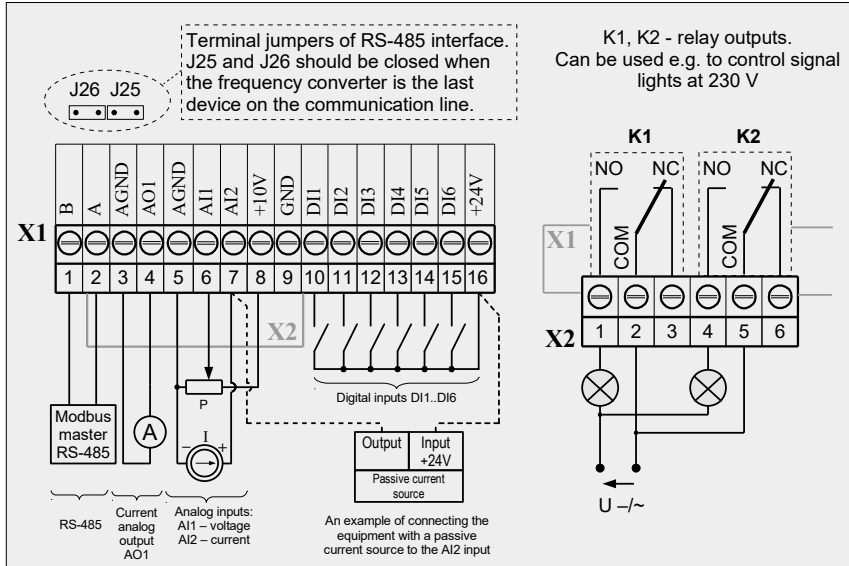 Terminal jumpers of RS-485 interface.
J25 and J26 should be closed when
the frequency converter is the last
device on the communication line.
J26 J25
K1, K2 - relay outputs.
Can be used e.g. to control signal
lights at 230 V
K1 K2
NO NC NO NC
COM COM
X1
B A AGND AO1 AGND AI1 AI2 +10V GND DI1 DI2 DI3 DI4 DI5 DI6 +24V
X1
1 2 3 4 5 6 7 8 9 10 11 12 13 14 15 16
X2
X2
1 2 3 4 5 6
P
Digital inputs DI1..DI6
Modbus
master
RS-485
A
I
– +
Output
Input
+24V
Passive current
source
U –/~
RS-485
Current
analog
output
AO1
Analog inputs:
AI1 – voltage
AI2 – current
An example of connecting the
equipment with a passive
current source to the AI2 input